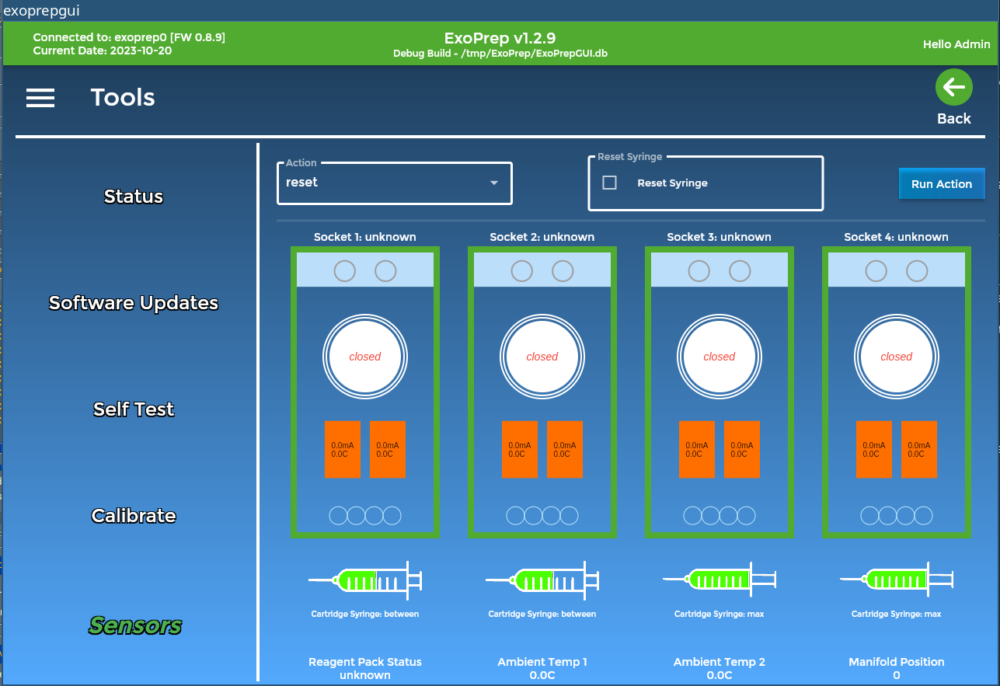 exoprepgui
Connected to: exoprep0 [FW 0.8.9]
Current Date: 2023-10-20
ExoPrep v1.2.9
Debug Build - /tmp/ExoPrep/ExoPrepGUI.db
Hello Admin
Tools
Back
Status
Software Updates
Self Test
Calibrate
Sensors
Action
reset
Reset Syringe
Reset Syringe
Run Action
Socket 1: unknown
Socket 2: unknown
Socket 3: unknown
Socket 4: unknown
closed
closed
closed
closed
0.0mA
0.0C
0.0mA
0.0C
0.0mA
0.0C
0.0mA
0.0C
0.0mA
0.0C
0.0mA
0.0C
0.0mA
0.0C
0.0mA
0.0C
Cartridge Syringe: between
Cartridge Syringe: between
Cartridge Syringe: max
Cartridge Syringe: max
Reagent Pack Status
unknown
Ambient Temp 1
0.0C
Ambient Temp 2
0.0C
Manifold Position
0